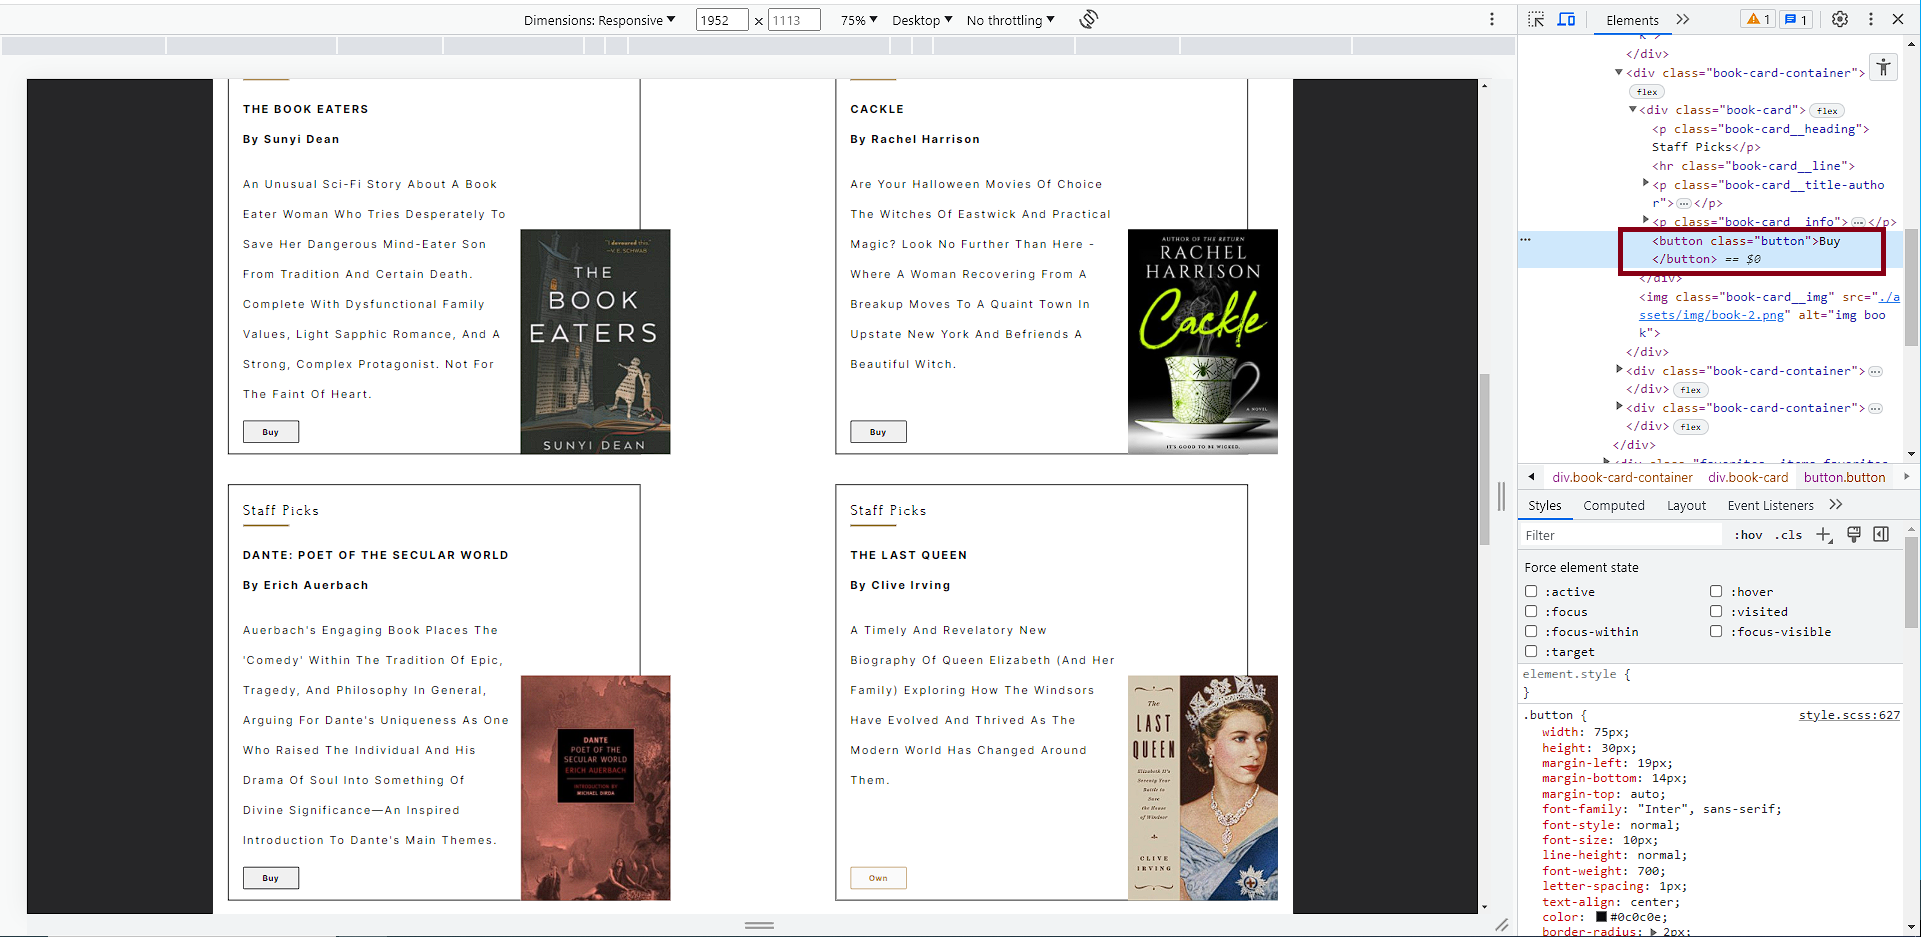 Dimensions: Responsive
1952
×
1113
75%
Desktop
No throttling
Elements
1
1
THE BOOK EATERS
By Sunyi Dean
An Unusual Sci-Fi Story About A Book
Eater Woman Who Tries Desperately To
Save Her Dangerous Mind-Eater Son
From Tradition And Certain Death.
Complete With Dysfunctional Family
Values, Light Sapphic Romance, And A
Strong, Complex Protagonist. Not For
The Faint Of Heart.
Buy
"I devoured this."
—V. E. SCHWAB
THE
BOOK
EATERS
SUNYI DEAN
CACKLE
By Rachel Harrison
Are Your Halloween Movies Of Choice
The Witches Of Eastwick And Practical
Magic? Look No Further Than Here -
Where A Woman Recovering From A
Breakup Moves To A Quaint Town In
Upstate New York And Befriends A
Beautiful Witch.
Buy
AUTHOR OF THE RETURN
RACHEL
HARRISON
Cackle
A NOVEL
IT'S GOOD TO BE WICKED.
Staff Picks
DANTE: POET OF THE SECULAR WORLD
By Erich Auerbach
Auerbach's Engaging Book Places The
'Comedy' Within The Tradition Of Epic,
Tragedy, And Philosophy In General,
Arguing For Dante's Uniqueness As One
Who Raised The Individual And His
Drama Of Soul Into Something Of
Divine Significance—An Inspired
Introduction To Dante's Main Themes.
Buy
DANTE
POET OF THE
SECULAR WORLD
ERICH AUERBACH
INTRODUCTION BY
MICHAEL DIRDA
Staff Picks
THE LAST QUEEN
By Clive Irving
A Timely And Revelatory New
Biography Of Queen Elizabeth (And Her
Family) Exploring How The Windsors
Have Evolved And Thrived As The
Modern World Has Changed Around
Them.
Own
The
LAST
QUEEN
Elizabeth II's
Seventy Year
Battle to
Save
the House
of Windsor
CLIVE
IRVING
k">
</div>
<div class="book-card-container">
flex
<div class="book-card"> flex
<p class="book-card__heading">
Staff Picks</p>
<hr class="book-card__line">
<p class="book-card__title-autho
r"> … </p>
<p class="book-card__info"> … </p>
… <button class="button">Buy
</button> == $0
</div>
<img class="book-card__img" src="./a
ssets/img/book-2.png" alt="img boo
k">
</div>
<div class="book-card-container"> …
</div> flex
<div class="book-card-container"> …
</div> flex
</div>
<div class="favorites__items favorites
div.book-card-container div.book-card button.button
Styles Computed Layout Event Listeners
Filter :hov .cls
Force element state
:active :hover
:focus :visited
:focus-within :focus-visible
:target
element.style {
}
.button { style.scss:627
width: 75px;
height: 30px;
margin-left: 19px;
margin-bottom: 14px;
margin-top: auto;
font-family: "Inter", sans-serif;
font-style: normal;
font-size: 10px;
line-height: normal;
font-weight: 700;
letter-spacing: 1px;
text-align: center;
color: #0c0c0e;
border-radius: 2px;